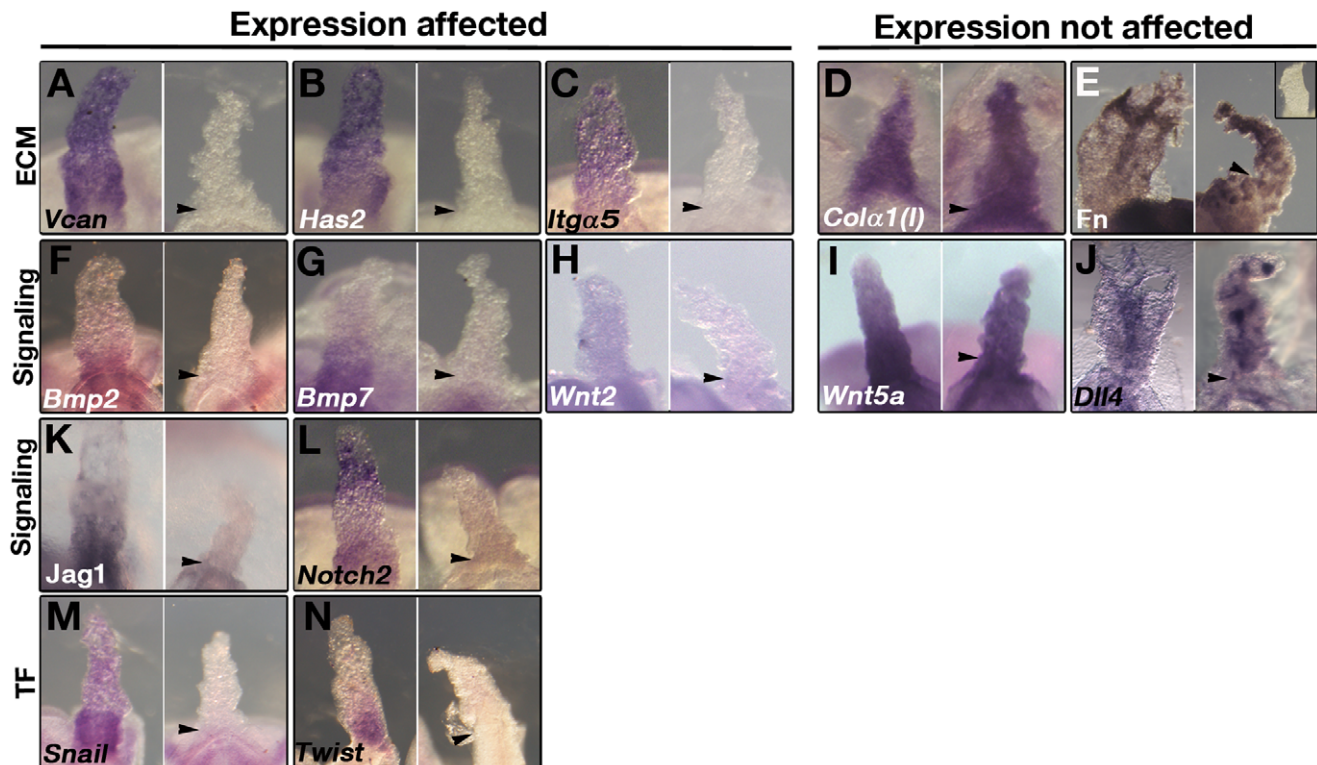 Expression affected
Expression not affected
ECM
A
Vcan
B
Has2
C
Itgα5
D
Colα1(I)
E
Fn
Signaling
F
Bmp2
G
Bmp7
H
Wnt2
I
Wnt5a
J
Dll4
Signaling
K
Jag1
L
Notch2
TF
M
Snail
N
Twist